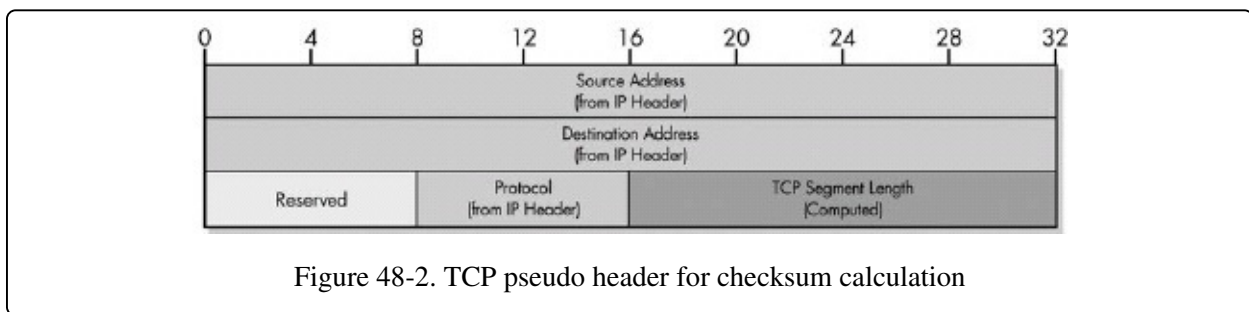 0 4 8 12 16 20 24 28 32
Source Address
(from IP Header)
Destination Address
(from IP Header)
Reserved
Protocol
(from IP Header)
TCP Segment Length
(Computed)
Figure 48-2. TCP pseudo header for checksum calculation